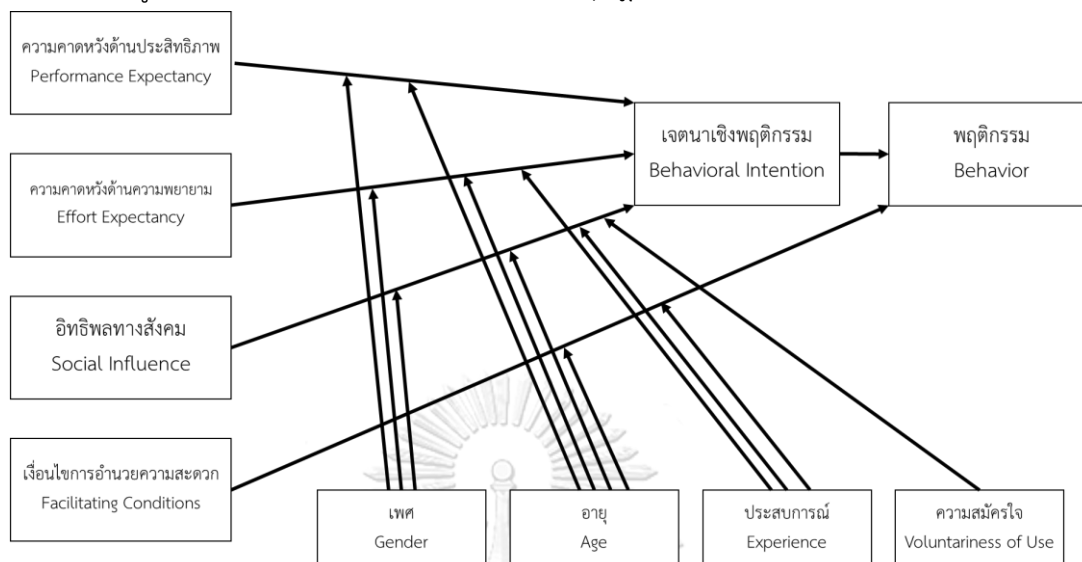 ความคาดหวังด้านประสิทธิภาพ
Performance Expectancy
เจตนาเชิงพฤติกรรม
Behavioral Intention
พฤติกรรม
Behavior
ความคาดหวังด้านความพยายาม
Effort Expectancy
อิทธิพลทางสังคม
Social Influence
เงื่อนไขการอำนวยความสะดวก
Facilitating Conditions
เพศ
Gender
อายุ
Age
ประสบการณ์
Experience
ความสมัครใจ
Voluntariness of Use